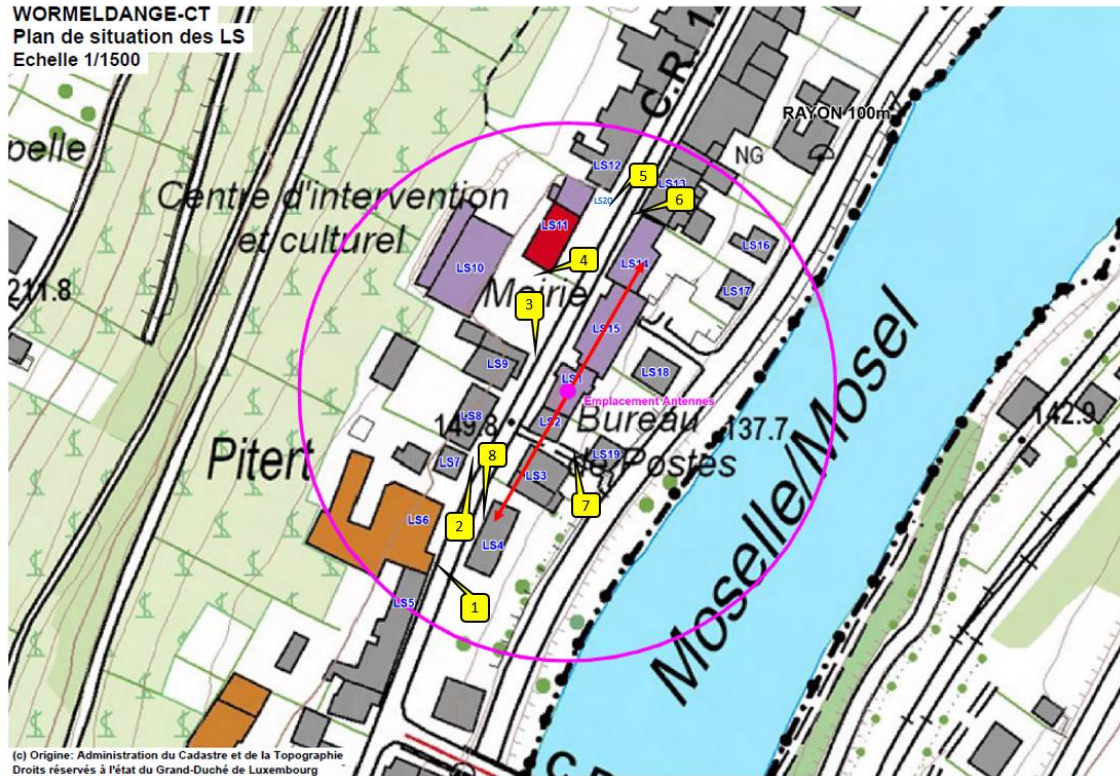 WORMELDANGE-CT
Plan de situation des LS
Echelle 1/1500
C.R 1
RAYON 100m
pelle
NG
LS12
5
LS13
Centre d'intervention
et culturel
LS20
6
LS11
LS16
4
LS14
LS10
Mairie
LS17
211.8
3
LS15
LS9
LS18
LS1
Emplacement Antennes
LS8
149.8
LS2
Bureau
de Postes
137.7
142.9
Moselle/Mosel
Pitert
LS7
8
LS3
LS19
7
2
LS6
LS4
1
LS5
(c) Origine: Administration du Cadastre et de la Topographie
Droits réservés à l'état du Grand-Duché de Luxembourg